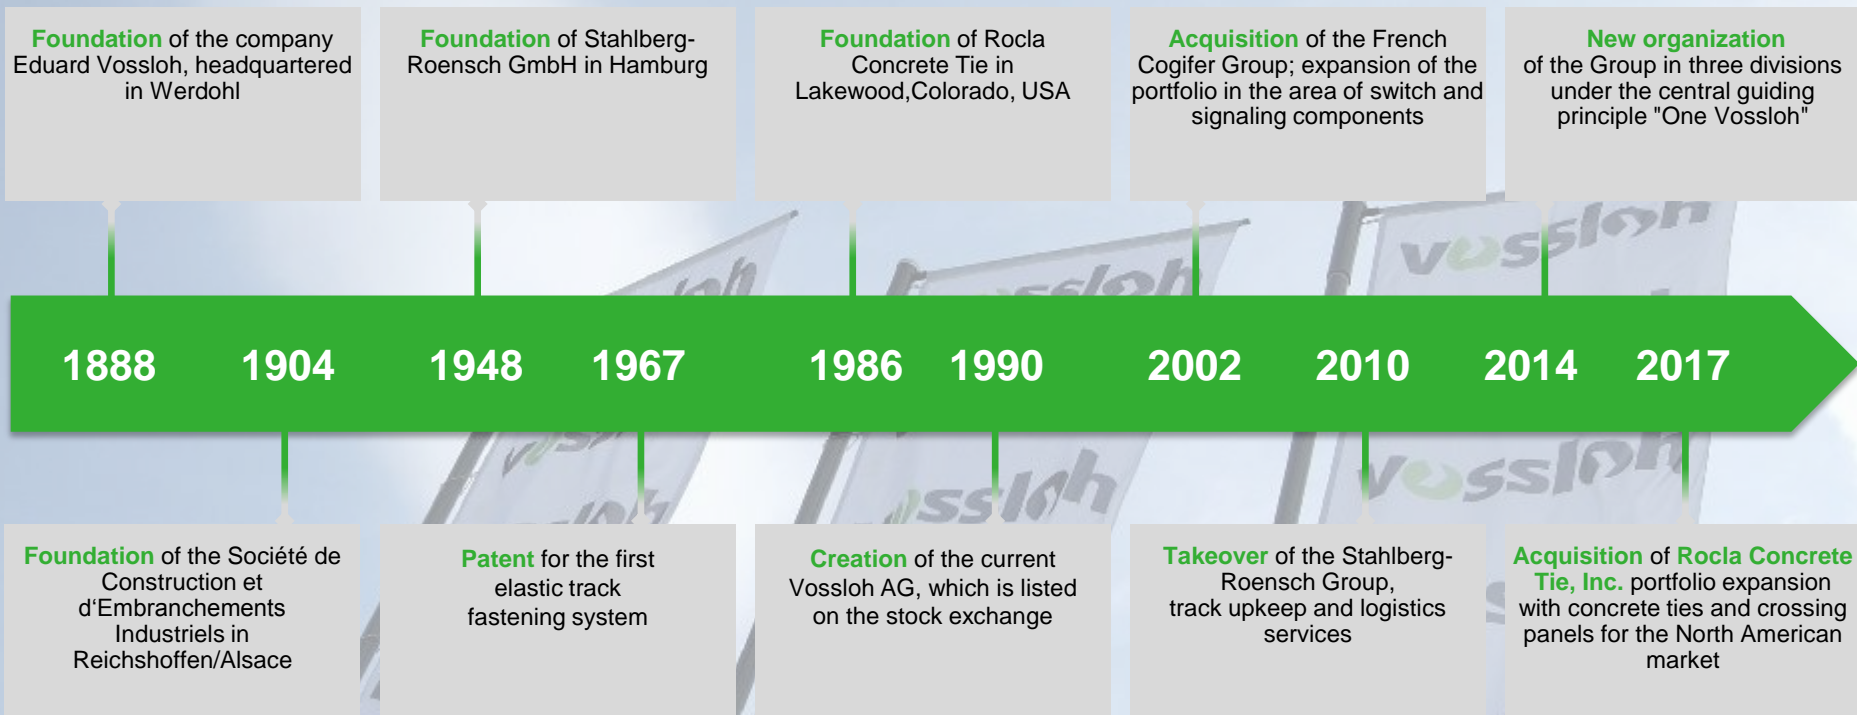 Foundation of the company
Eduard Vossloh, headquartered
in Werdohl
Foundation of Stahlberg-
Roensch GmbH in Hamburg
Foundation of Rocla
Concrete Tie in
Lakewood,Colorado, USA
Acquisition of the French
Cogifer Group; expansion of the
portfolio in the area of switch and
signaling components
New organization
of the Group in three divisions
under the central guiding
principle "One Vossloh"
vossloh
vossloh
vossloh
1888 1904 1948 1967 1986 1990 2002 2010 2014 2017
vossloh
vossloh
vossloh
Foundation of the Société de
Construction et
d‘Embranchements
Industriels in
Reichshoffen/Alsace
Patent for the first
elastic track
fastening system
Creation of the current
Vossloh AG, which is listed
on the stock exchange
Takeover of the Stahlberg-
Roensch Group,
track upkeep and logistics
services
Acquisition of Rocla Concrete
Tie, Inc. portfolio expansion
with concrete ties and crossing
panels for the North American
market